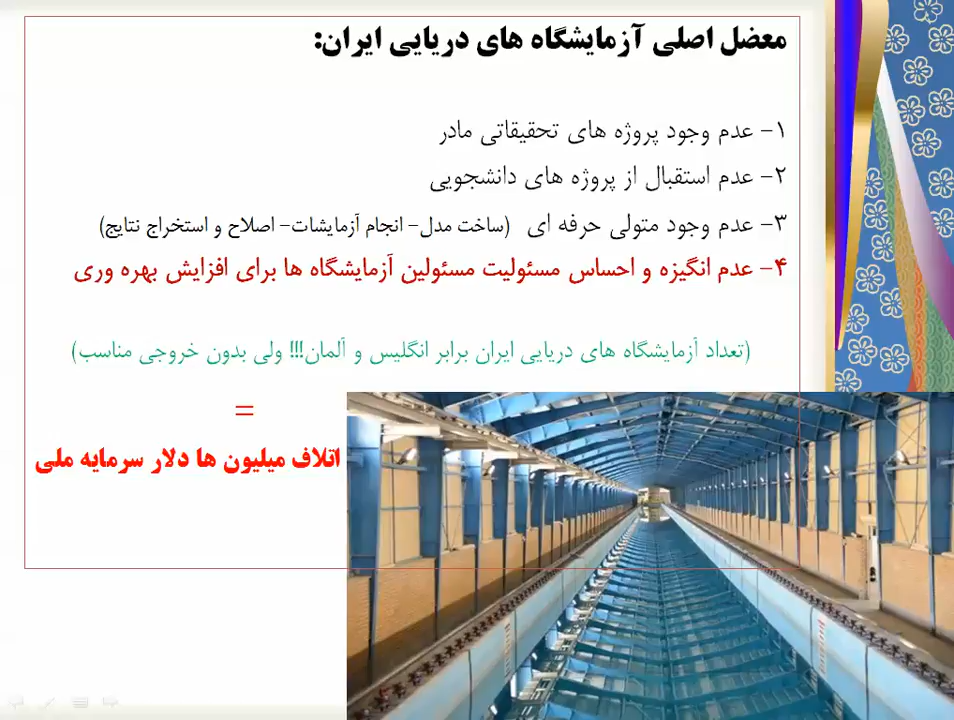 معضل اصلی آزمایشگاه های دریایی ایران:
۱- عدم وجود پروژه های تحقیقاتی مادر
۲- عدم استقبال از پروژه های دانشجویی
۳- عدم وجود متولی حرفه ای (ساخت مدل- انجام آزمایشات- اصلاح و استخراج نتایج)
۴- عدم انگیزه و احساس مسئولیت مسئولین آزمایشگاه ها برای افزایش بهره وری
(تعداد آزمایشگاه های دریایی ایران برابر انگلیس و آلمان!!! ولی بدون خروجی مناسب)
=
اتلاف میلیون ها دلار سرمایه ملی